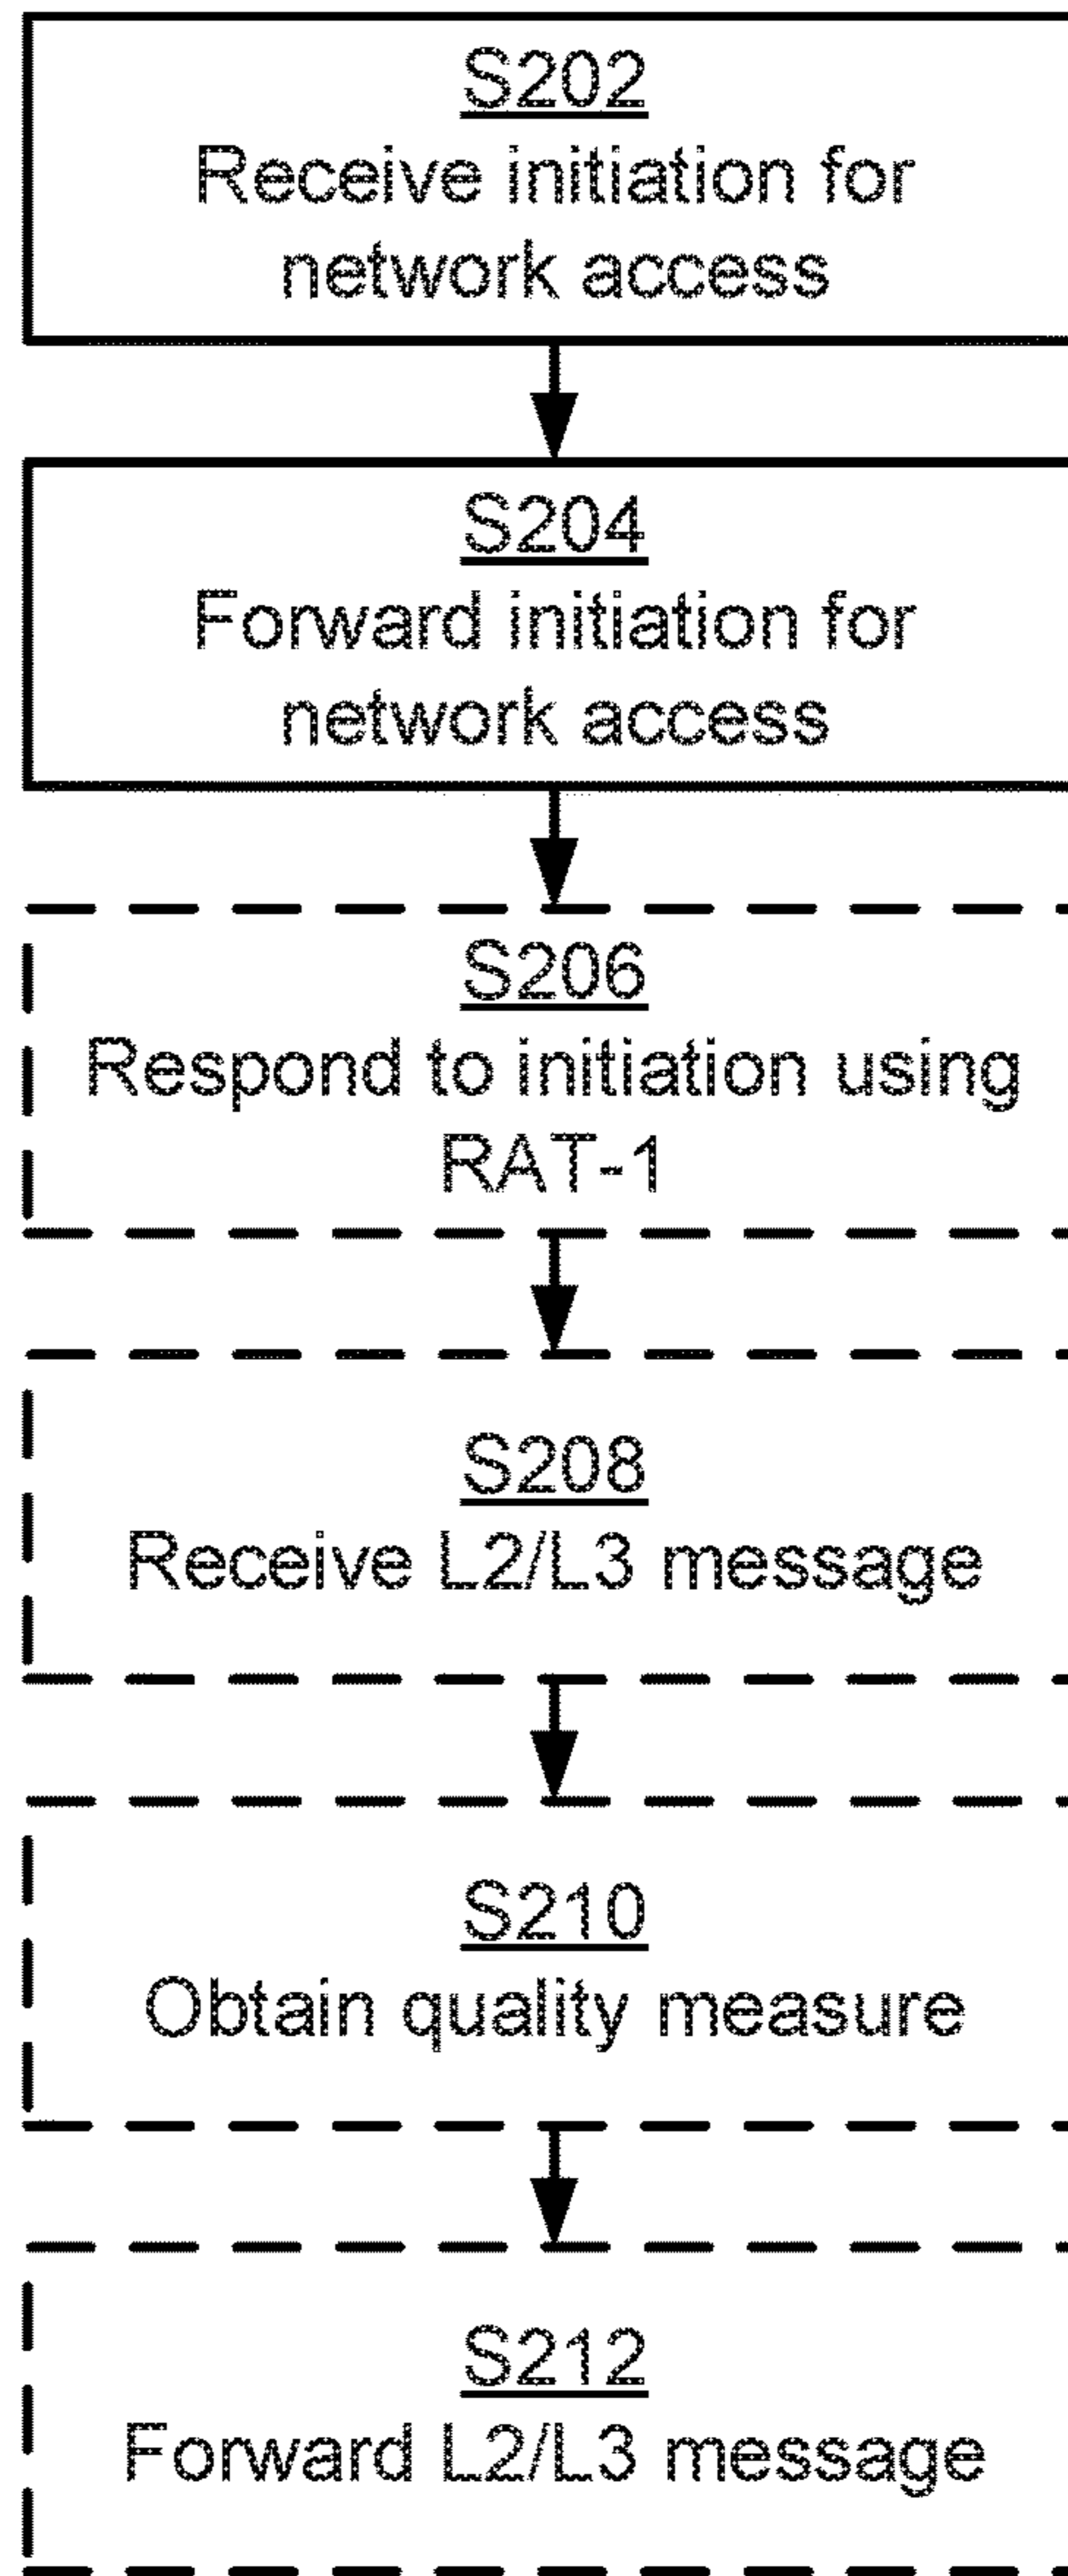 S202
Receive initiation for
network access
S204
Forward initiation for
network access
S206
Respond to initiation using
RAT-1
S208
Receive L2/L3 message
S210
Obtain quality measure
S212
Forward L2/L3 message